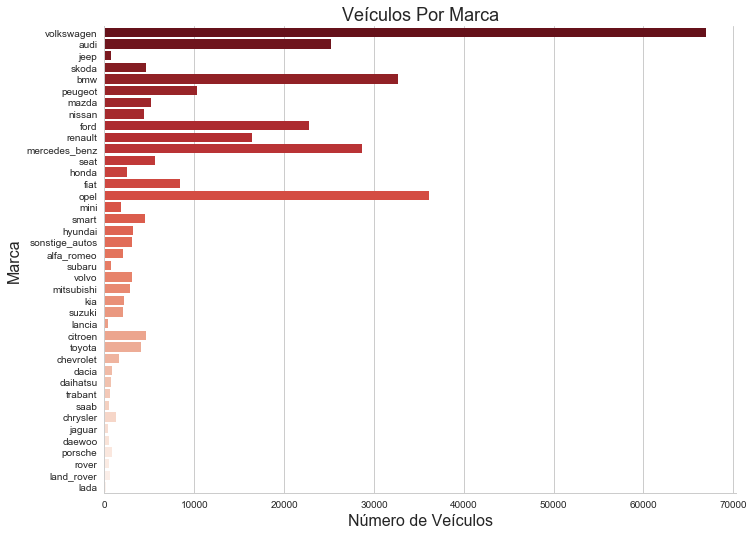 Veículos Por Marca
volkswagen
audi
jeep
skoda
bmw
peugeot
mazda
nissan
ford
renault
mercedes_benz
seat
honda
fiat
opel
mini
smart
hyundai
sonstige_autos
alfa_romeo
subaru
volvo
mitsubishi
kia
suzuki
lancia
citroen
toyota
chevrolet
dacia
daihatsu
trabant
saab
chrysler
jaguar
daewoo
porsche
rover
land_rover
lada
Marca
0 10000 20000 30000 40000 50000 60000 70000
Número de Veículos